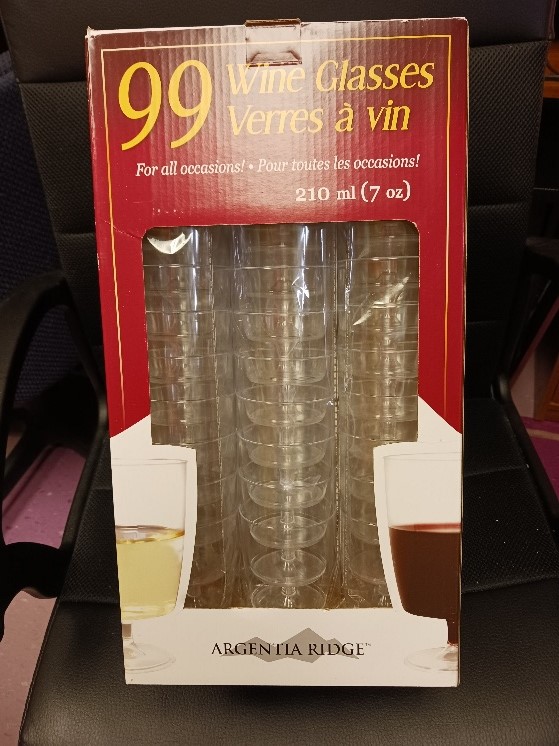 99 Wine Glasses
Verres à vin
For all occasions! • Pour toutes les occasions!
210 ml (7 oz)
ARGENTIA RIDGE™